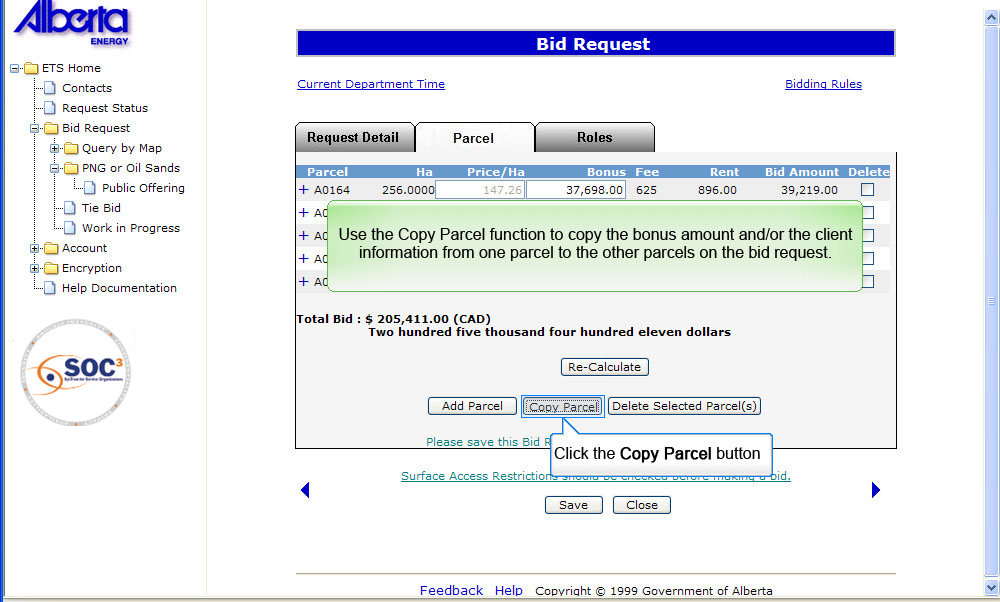 Alberta
ENERGY
Bid Request
ETS Home
Contacts
Request Status
Bid Request
Query by Map
PNG or Oil Sands
Public Offering
Tie Bid
Work in Progress
Account
Encryption
Help Documentation
SOC3
Current Department Time Bidding Rules
Request Detail Parcel Roles
Parcel Ha Price/Ha Bonus Fee Rent Bid Amount Delete
+ A0164 256.0000 147.26 37,698.00 625 896.00 39,219.00
+ A0
+ A0
+ A0
+ A0
Use the Copy Parcel function to copy the bonus amount and/or the client
information from one parcel to the other parcels on the bid request.
Total Bid : $ 205,411.00 (CAD)
Two hundred five thousand four hundred eleven dollars
Re-Calculate
Add Parcel Copy Parcel Delete Selected Parcel(s)
Please save this Bid
Click the Copy Parcel button
Surface Access Restrictions should be checked before making a bid.
Save Close
Feedback Help Copyright © 1999 Government of Alberta